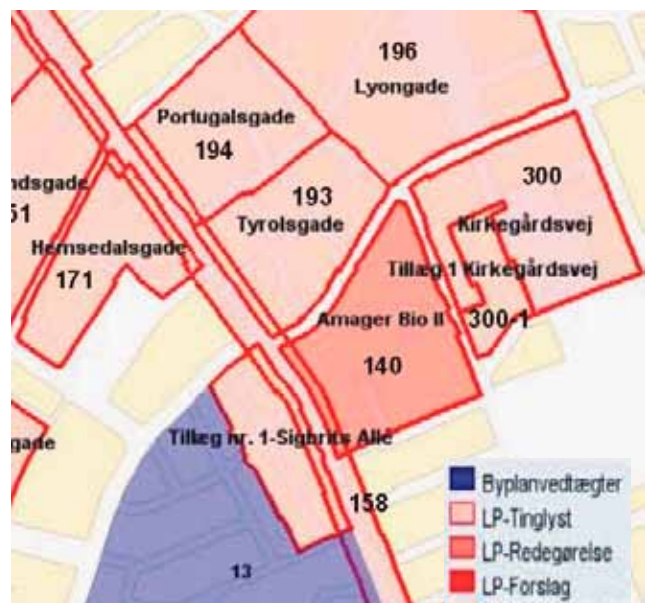 196
Lyongade
Portugalsgade
194
300
193
Tyrolsgade
Kirkegårdsvej
ndsgade
51
Hemsedalsgade
171
Tillæg 1 Kirkegårdsvej
300-1
Amager Bio II
140
Tillæg nr. 1-Sigbrits Allé
gade
158
13
Byplanvedtægter
LP-Tinglyst
LP-Redegørelse
LP-Forslag